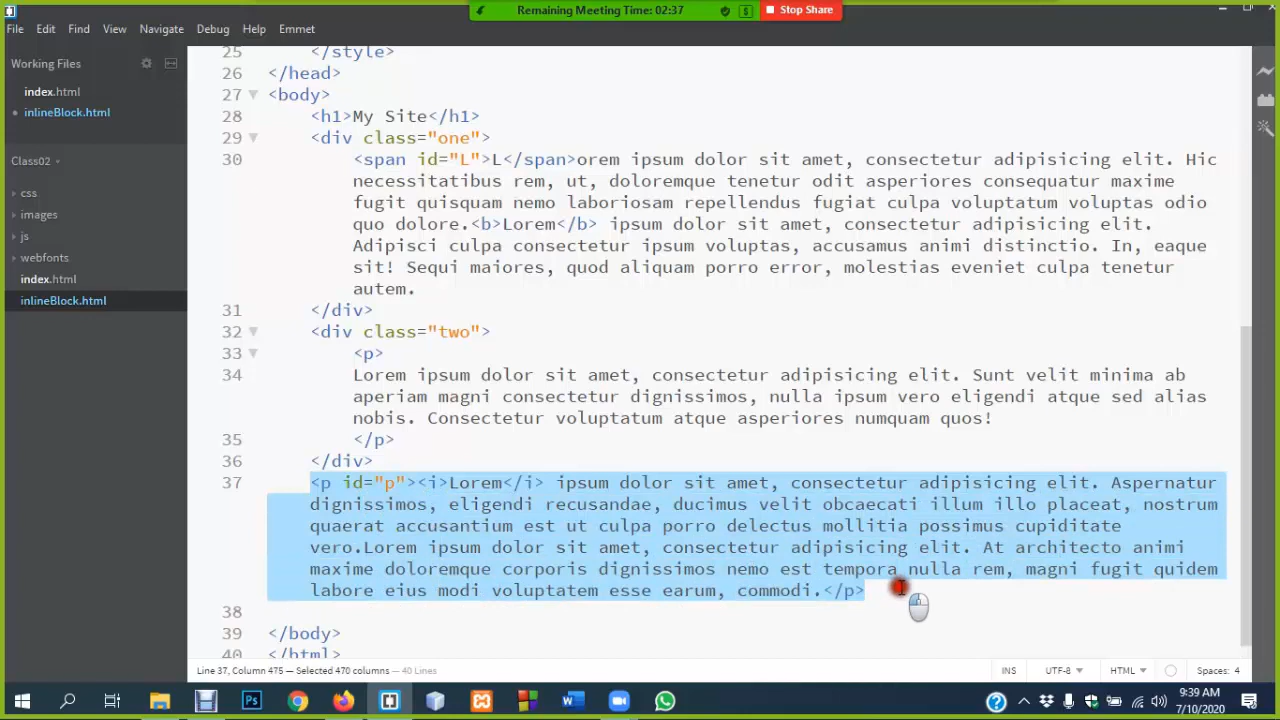 Remaining Meeting Time: 02:37
Stop Share
File Edit Find View Navigate Debug Help Emmet
Working Files
index.html
inlineBlock.html
Class02
css
images
js
webfonts
index.html
inlineBlock.html
25 </style>
26 </head>
27 <body>
28 <h1>My Site</h1>
29 <div class="one">
30 <span id="L">L</span>orem ipsum dolor sit amet, consectetur adipisicing elit. Hic
necessitatibus rem, ut, doloremque tenetur odit asperiores consequatur maxime
fugit quisquam nemo laboriosam repellendus fugiat culpa voluptatum voluptas odio
quo dolore.<b>Lorem</b> ipsum dolor sit amet, consectetur adipisicing elit.
Adipisci culpa consectetur ipsum voluptas, accusamus animi distinctio. In, eaque
sit! Sequi maiores, quod aliquam porro error, molestias eveniet culpa tenetur
autem.
31 </div>
32 <div class="two">
33 <p>
34 Lorem ipsum dolor sit amet, consectetur adipisicing elit. Sunt velit minima ab
aperiam magni consectetur dignissimos, nulla ipsum vero eligendi atque sed alias
nobis. Consectetur voluptatum atque asperiores numquam quos!
35 </p>
36 </div>
37 <p id="p"><i>Lorem</i> ipsum dolor sit amet, consectetur adipisicing elit. Aspernatur
dignissimos, eligendi recusandae, ducimus velit obcaecati illum illo placeat, nostrum
quaerat accusantium est ut culpa porro delectus mollitia possimus cupiditate
vero.Lorem ipsum dolor sit amet, consectetur adipisicing elit. At architecto animi
maxime doloremque corporis dignissimos nemo est tempora nulla rem, magni fugit quidem
labore eius modi voluptatem esse earum, commodi.</p>
38
39 </body>
40 </html>
Line 37, Column 475 — Selected 470 columns — 40 Lines
INS UTF-8 HTML Spaces: 4
9:39 AM
7/10/2020